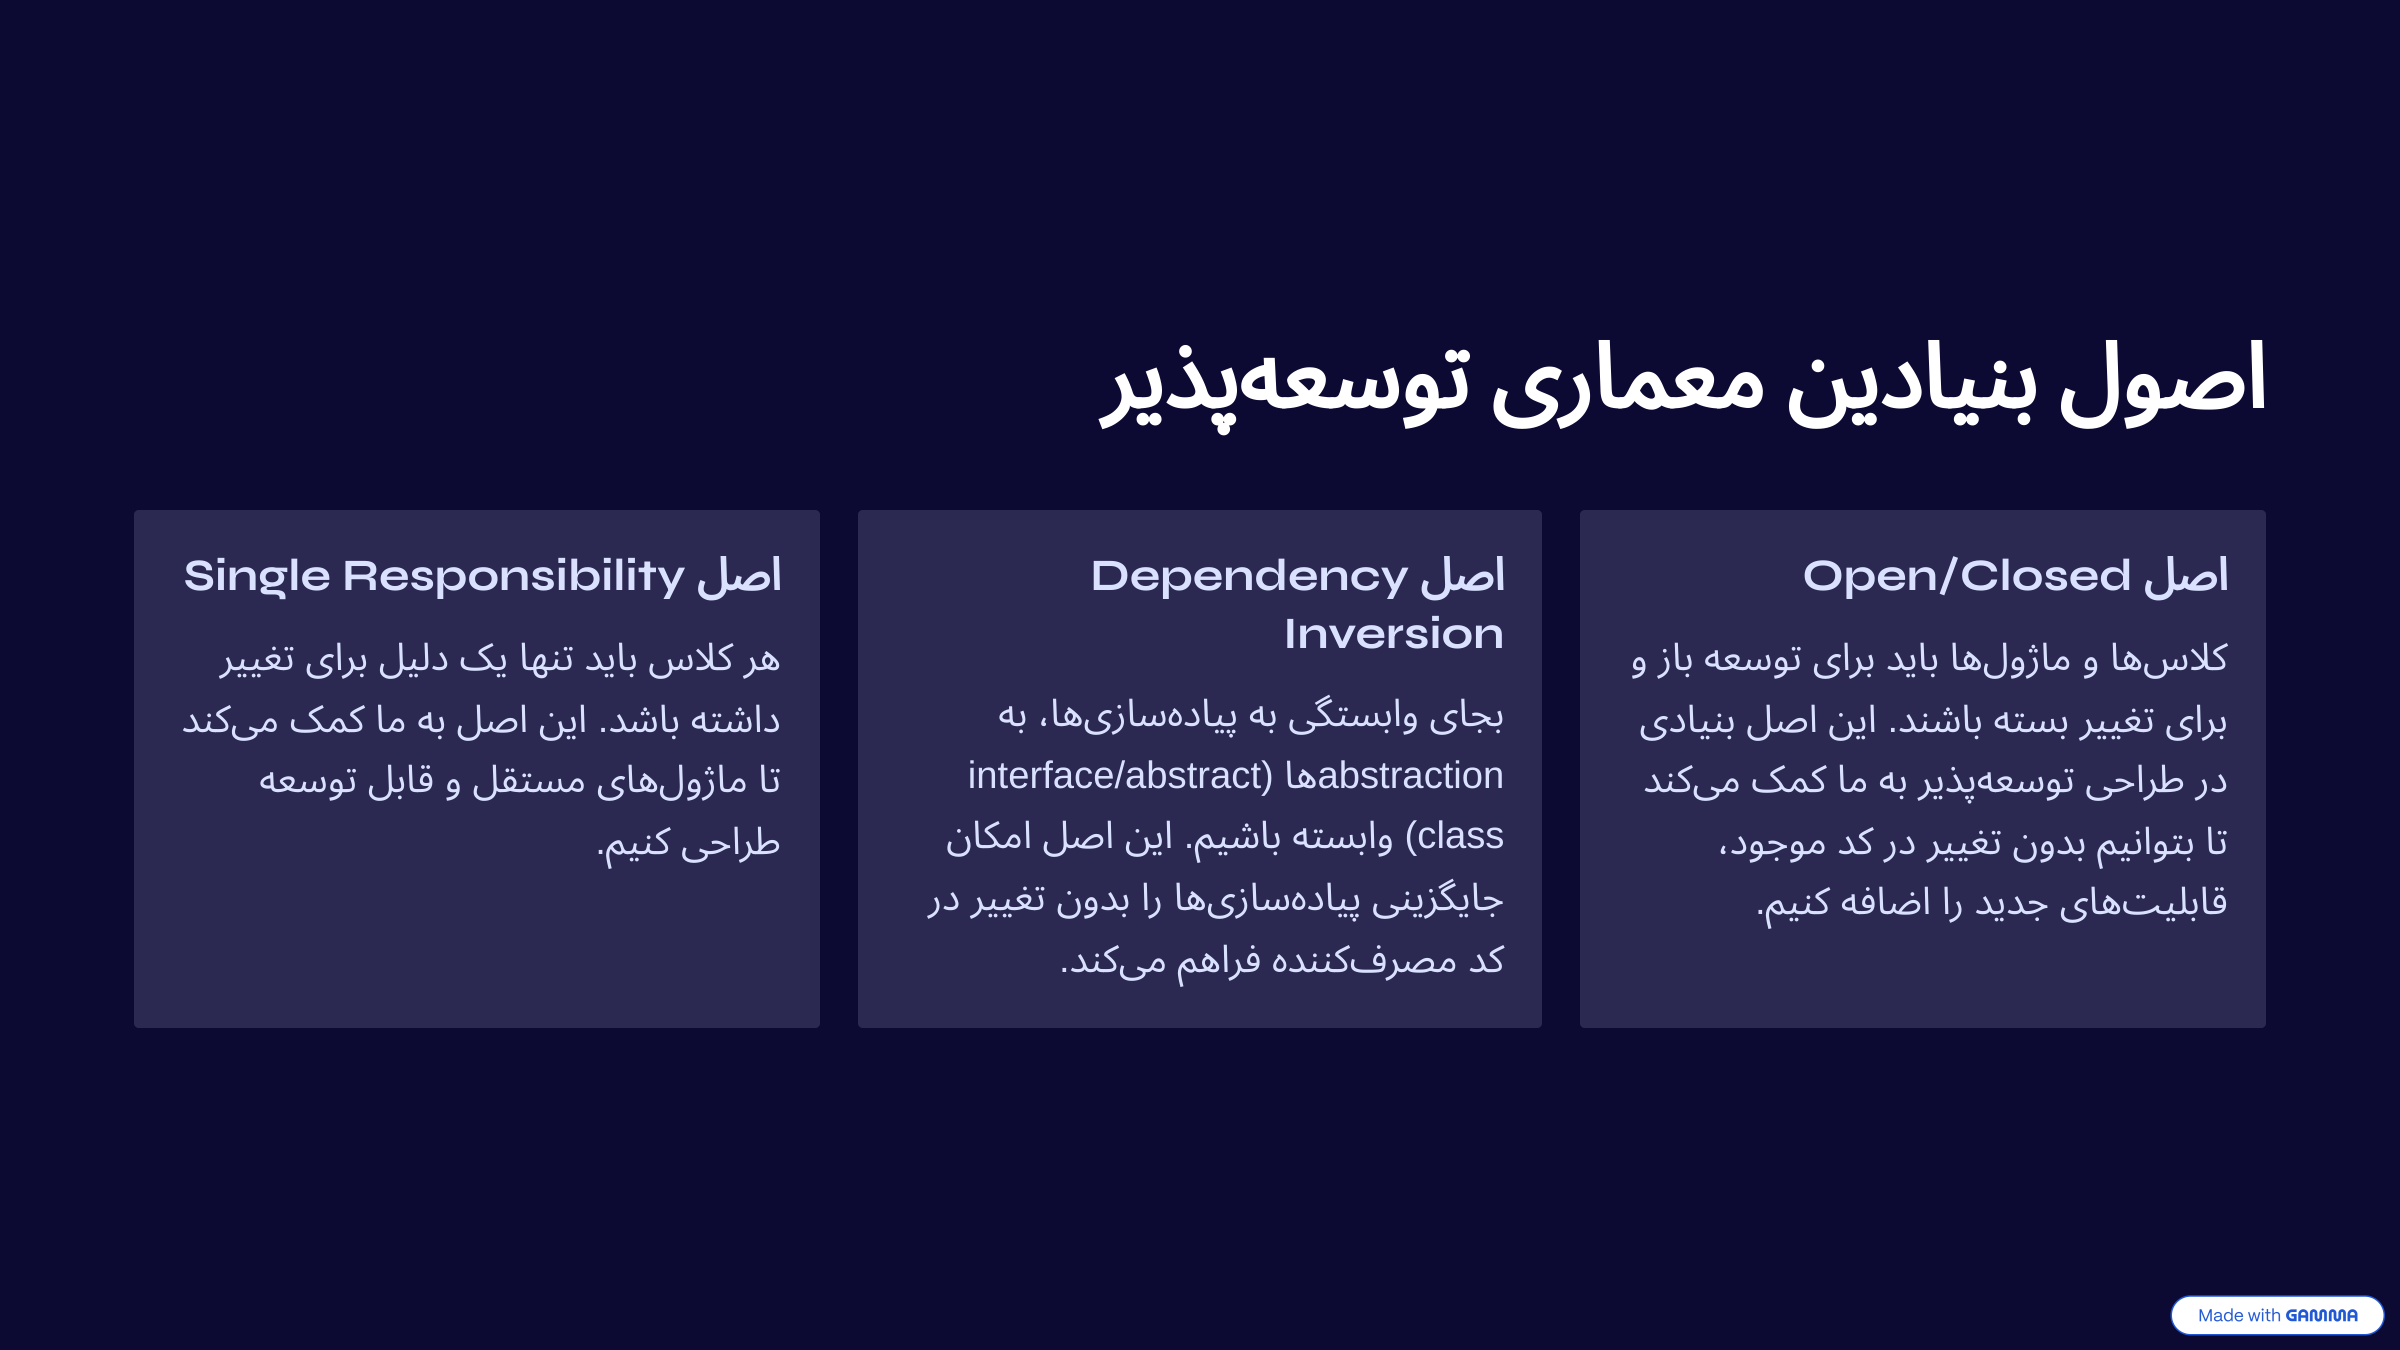 اصول بنیادین معماری توسعه‌پذیر
اصل Open/Closed
کلاس‌ها و ماژول‌ها باید برای توسعه باز و
برای تغییر بسته باشند. این اصل بنیادی
در طراحی توسعه‌پذیر به ما کمک می‌کند
تا بتوانیم بدون تغییر در کد موجود،
قابلیت‌های جدید را اضافه کنیم.
اصل Dependency
Inversion
بجای وابستگی به پیاده‌سازی‌ها، به
abstractionها (interface/abstract
class) وابسته باشیم. این اصل امکان
جایگزینی پیاده‌سازی‌ها را بدون تغییر در
کد مصرف‌کننده فراهم می‌کند.
اصل Single Responsibility
هر کلاس باید تنها یک دلیل برای تغییر
داشته باشد. این اصل به ما کمک می‌کند
تا ماژول‌های مستقل و قابل توسعه
طراحی کنیم.
Made with GAMMA